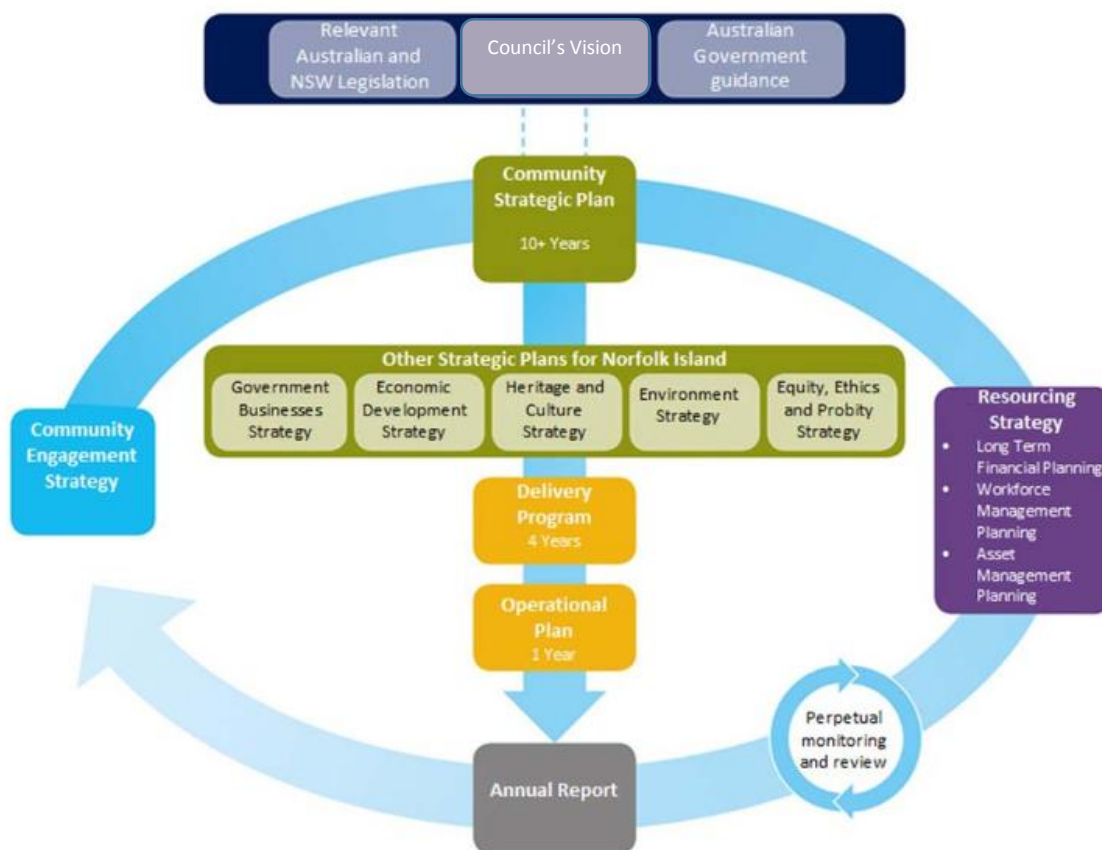 Relevant
Australian and
NSW Legislation
Council's Vision
Australian
Government
guidance
Community
Strategic Plan
10+ Years
Other Strategic Plans for Norfolk Island
Government
Businesses
Strategy
Economic
Development
Strategy
Heritage and
Culture
Strategy
Environment
Strategy
Equity, Ethics
and Probity
Strategy
Community
Engagement
Strategy
Resourcing
Strategy
• Long Term
Financial Planning
• Workforce
Management
Planning
• Asset
Management
Planning
Delivery
Program
4 Years
Operational
Plan
1 Year
Perpetual
monitoring
and review
Annual Report